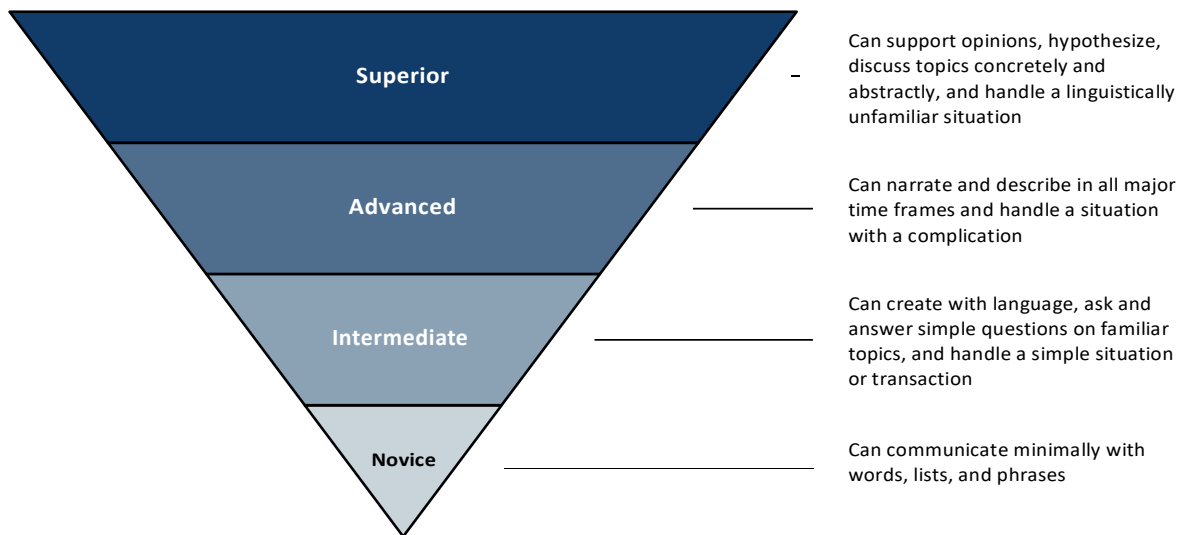 Superior
Can support opinions, hypothesize,
discuss topics concretely and
abstractly, and handle a linguistically
unfamiliar situation
Advanced
Can narrate and describe in all major
time frames and handle a situation
with a complication
Intermediate
Can create with language, ask and
answer simple questions on familiar
topics, and handle a simple situation
or transaction
Novice
Can communicate minimally with
words, lists, and phrases